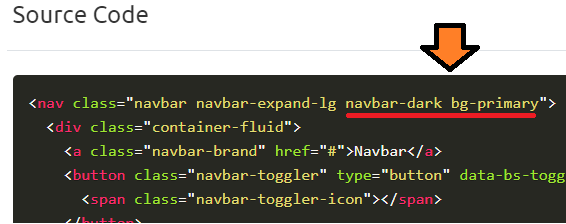 Source Code
<nav class="navbar navbar-expand-lg navbar-dark bg-primary">
<div class="container-fluid">
<a class="navbar-brand" href="#">Navbar</a>
<button class="navbar-toggler" type="button" data-bs-togg
<span class="navbar-toggler-icon"></span>
</button>